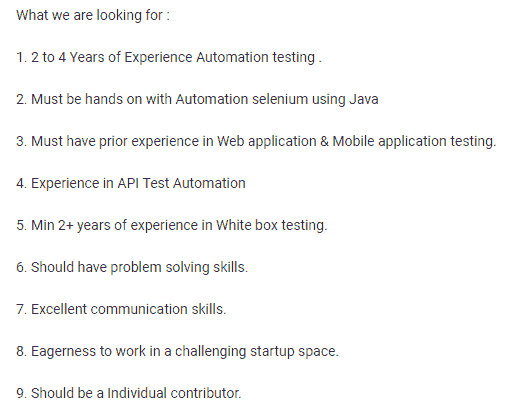 What we are looking for :
1. 2 to 4 Years of Experience Automation testing .
2. Must be hands on with Automation selenium using Java
3. Must have prior experience in Web application & Mobile application testing.
4. Experience in API Test Automation
5. Min 2+ years of experience in White box testing.
6. Should have problem solving skills.
7. Excellent communication skills.
8. Eagerness to work in a challenging startup space.
9. Should be a Individual contributor.